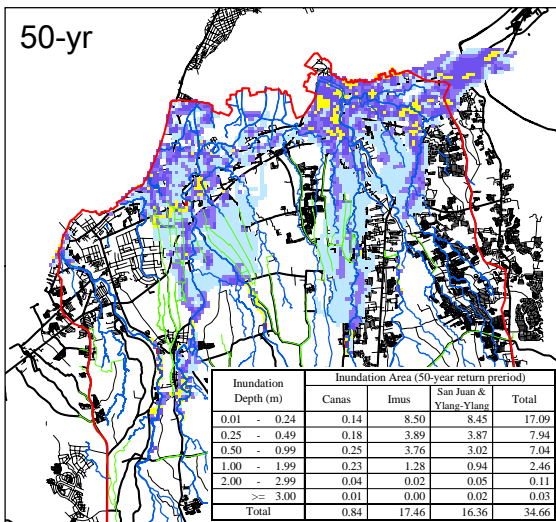 50-yr
Inundation Depth (m) Inundation Area (50-year return preriod)
Canas Imus San Juan & Ylang-Ylang Total
0.01 - 0.24 0.14 8.50 8.45 17.09
0.25 - 0.49 0.18 3.89 3.87 7.94
0.50 - 0.99 0.25 3.76 3.02 7.04
1.00 - 1.99 0.23 1.28 0.94 2.46
2.00 - 2.99 0.04 0.02 0.05 0.11
>= 3.00 0.01 0.00 0.02 0.03
Total 0.84 17.46 16.36 34.66